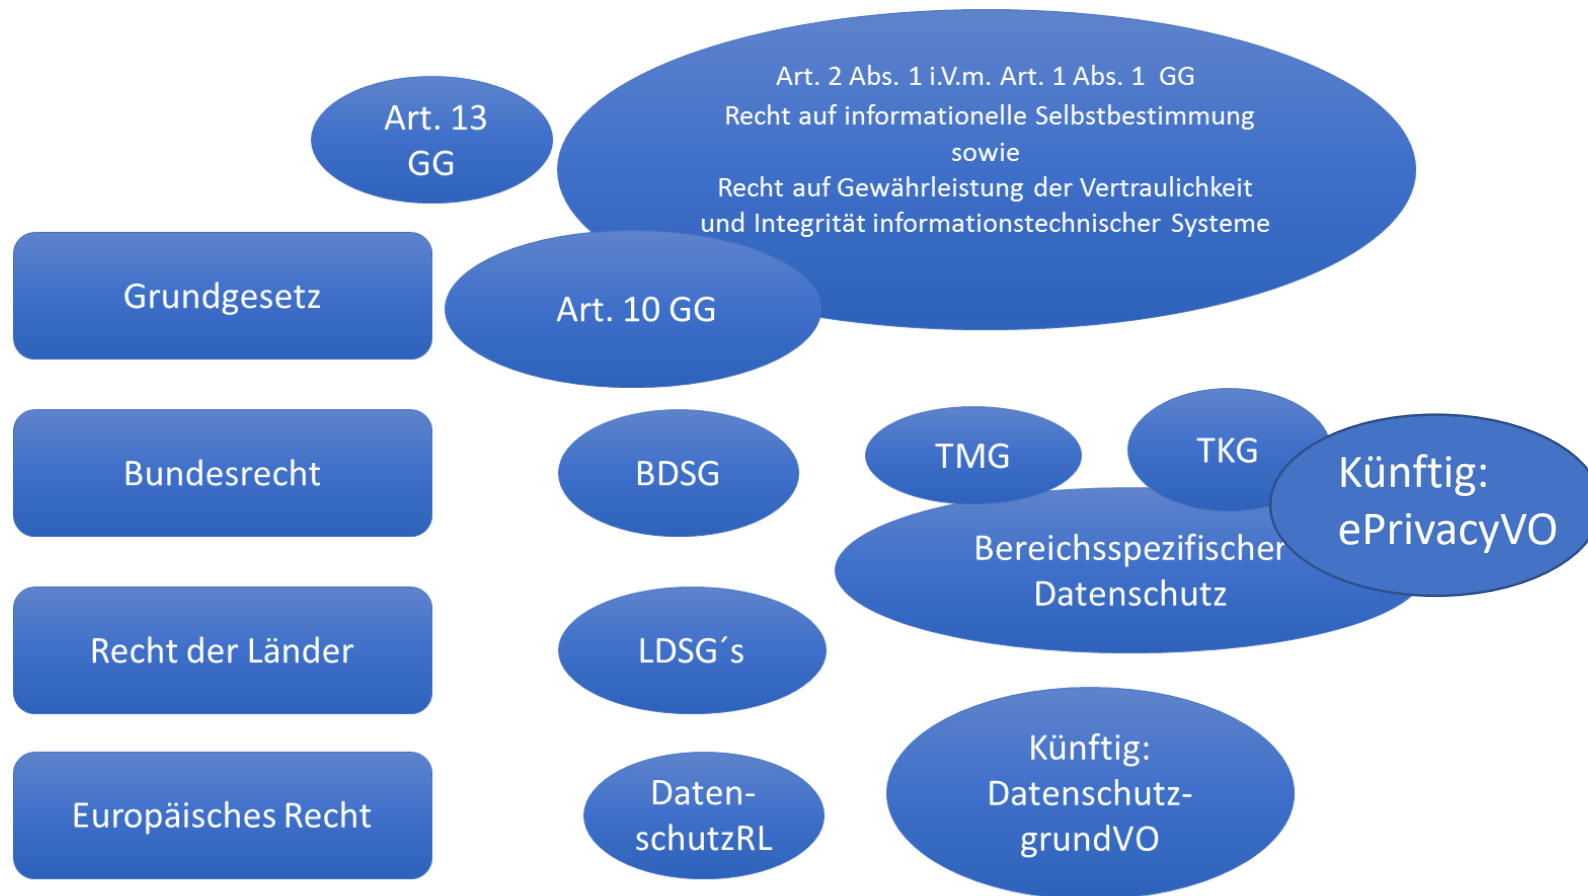 Art. 13
GG
Art. 2 Abs. 1 i.V.m. Art. 1 Abs. 1 GG
Recht auf informationelle Selbstbestimmung
sowie
Recht auf Gewährleistung der Vertraulichkeit
und Integrität informationstechnischer Systeme
Grundgesetz
Art. 10 GG
Bundesrecht
BDSG
TMG
TKG
Künftig:
ePrivacyVO
Bereichsspezifischer
Datenschutz
Recht der Länder
LDSG´s
Europäisches Recht
Daten-
schutzRL
Künftig:
Datenschutz-
grundVO